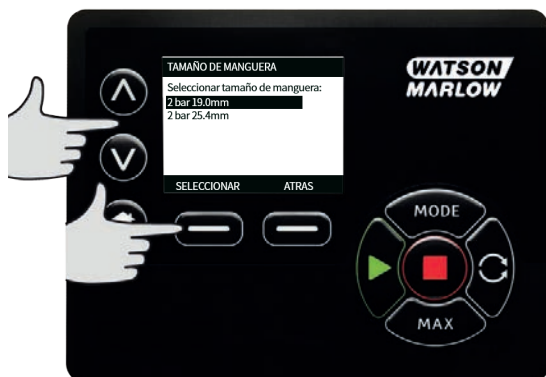 TAMAÑO DE MANGUERA
Seleccionar tamaño de manguera:
2 bar 19.0mm
2 bar 25.4mm
SELECCIONAR ATRAS
WATSON
MARLOW
MODE
MAX